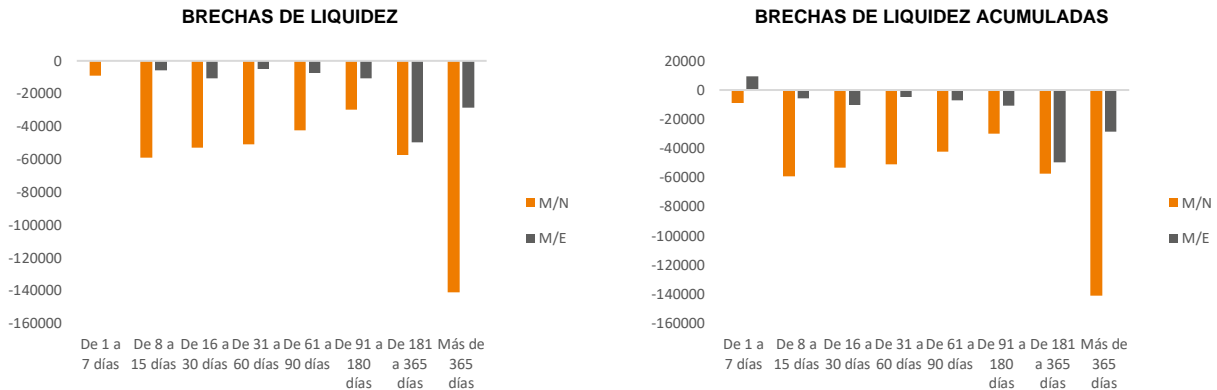 BRECHAS DE LIQUIDEZ
0
-20000
-40000
-60000
-80000
-100000
-120000
-140000
-160000
De 1 a De 8 a De 16 a De 31 a De 61 a De 91 a De 181 Más de
7 días 15 días 30 días 60 días 90 días 180 a 365 365
días días días
M/N
M/E
BRECHAS DE LIQUIDEZ ACUMULADAS
20000
0
-20000
-40000
-60000
-80000
-100000
-120000
-140000
-160000
De 1 a De 8 a De 16 a De 31 a De 61 a De 91 a De 181 Más de
7 días 15 días 30 días 60 días 90 días 180 a 365 365
días días días
M/N
M/E